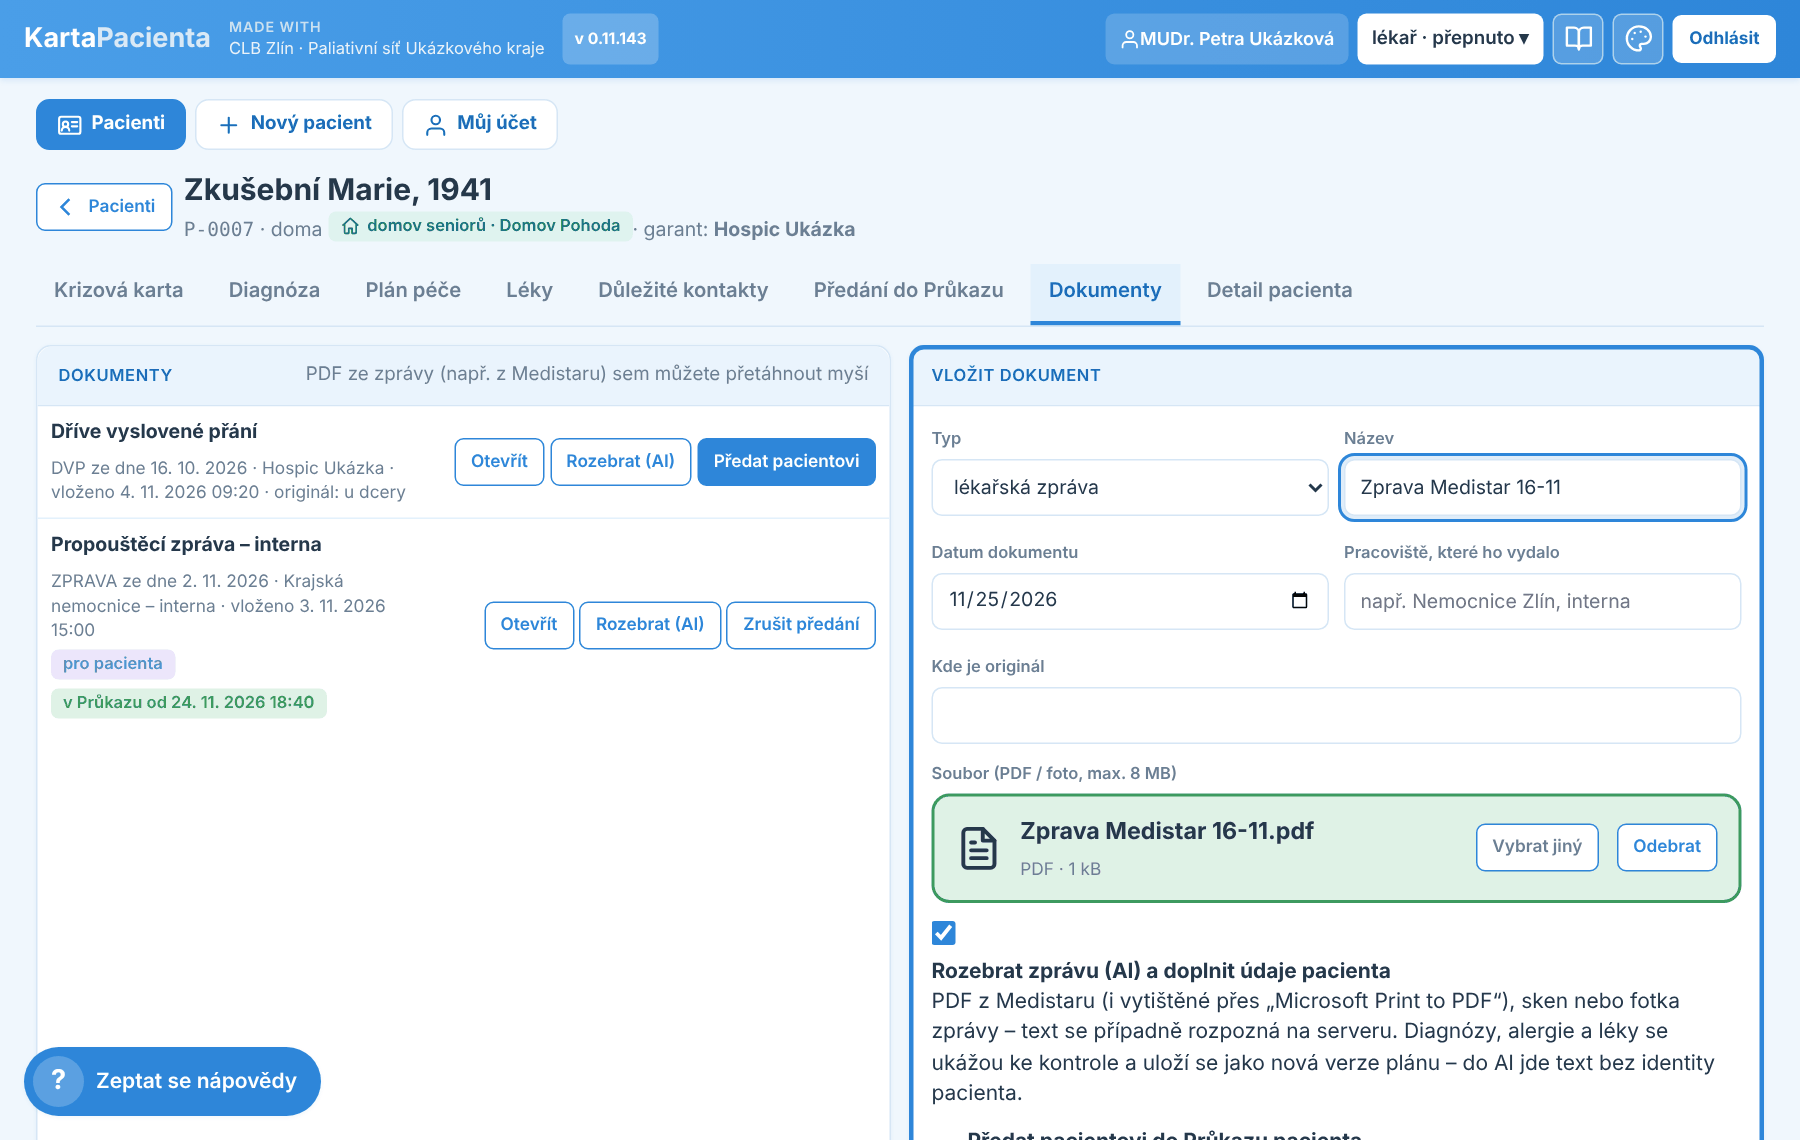 KartaPacienta
MADE WITH
CLB Zlín · Paliativní síť Ukázkového kraje
v 0.11.143
MUDr. Petra Ukázková
lékař · přepnuto ▾
Odhlásit
Pacienti
Nový pacient
Můj účet
Pacienti
Zkušební Marie, 1941
P-0007 · doma domov seniorů · Domov Pohoda · garant: Hospic Ukázka
Krizová karta
Diagnóza
Plán péče
Léky
Důležité kontakty
Předání do Průkazu
Dokumenty
Detail pacienta
DOKUMENTY
PDF ze zprávy (např. z Medistaru) sem můžete přetáhnout myší
Dříve vyslovené přání
DVP ze dne 16. 10. 2026 · Hospic Ukázka ·
vloženo 4. 11. 2026 09:20 · originál: u dcery
Otevřít
Rozebrat (AI)
Předat pacientovi
Propouštěcí zpráva – interna
ZPRAVA ze dne 2. 11. 2026 · Krajská
nemocnice – interna · vloženo 3. 11. 2026
15:00
pro pacienta
v Průkazu od 24. 11. 2026 18:40
Otevřít
Rozebrat (AI)
Zrušit předání
VLOŽIT DOKUMENT
Typ
lékařská zpráva
Název
Zprava Medistar 16-11
Datum dokumentu
11/25/2026
Pracoviště, které ho vydalo
např. Nemocnice Zlín, interna
Kde je originál
Soubor (PDF / foto, max. 8 MB)
Zprava Medistar 16-11.pdf
PDF · 1 kB
Vybrat jiný
Odebrat
Rozebrat zprávu (AI) a doplnit údaje pacienta
PDF z Medistaru (i vytištěné přes „Microsoft Print to PDF“), sken nebo fotka
zprávy – text se případně rozpozná na serveru. Diagnózy, alergie a léky se
ukážou ke kontrole a uloží se jako nová verze plánu – do AI jde text bez identity
pacienta.
Předat pacientovi do Průkazu pacienta
? Zeptat se nápovědy